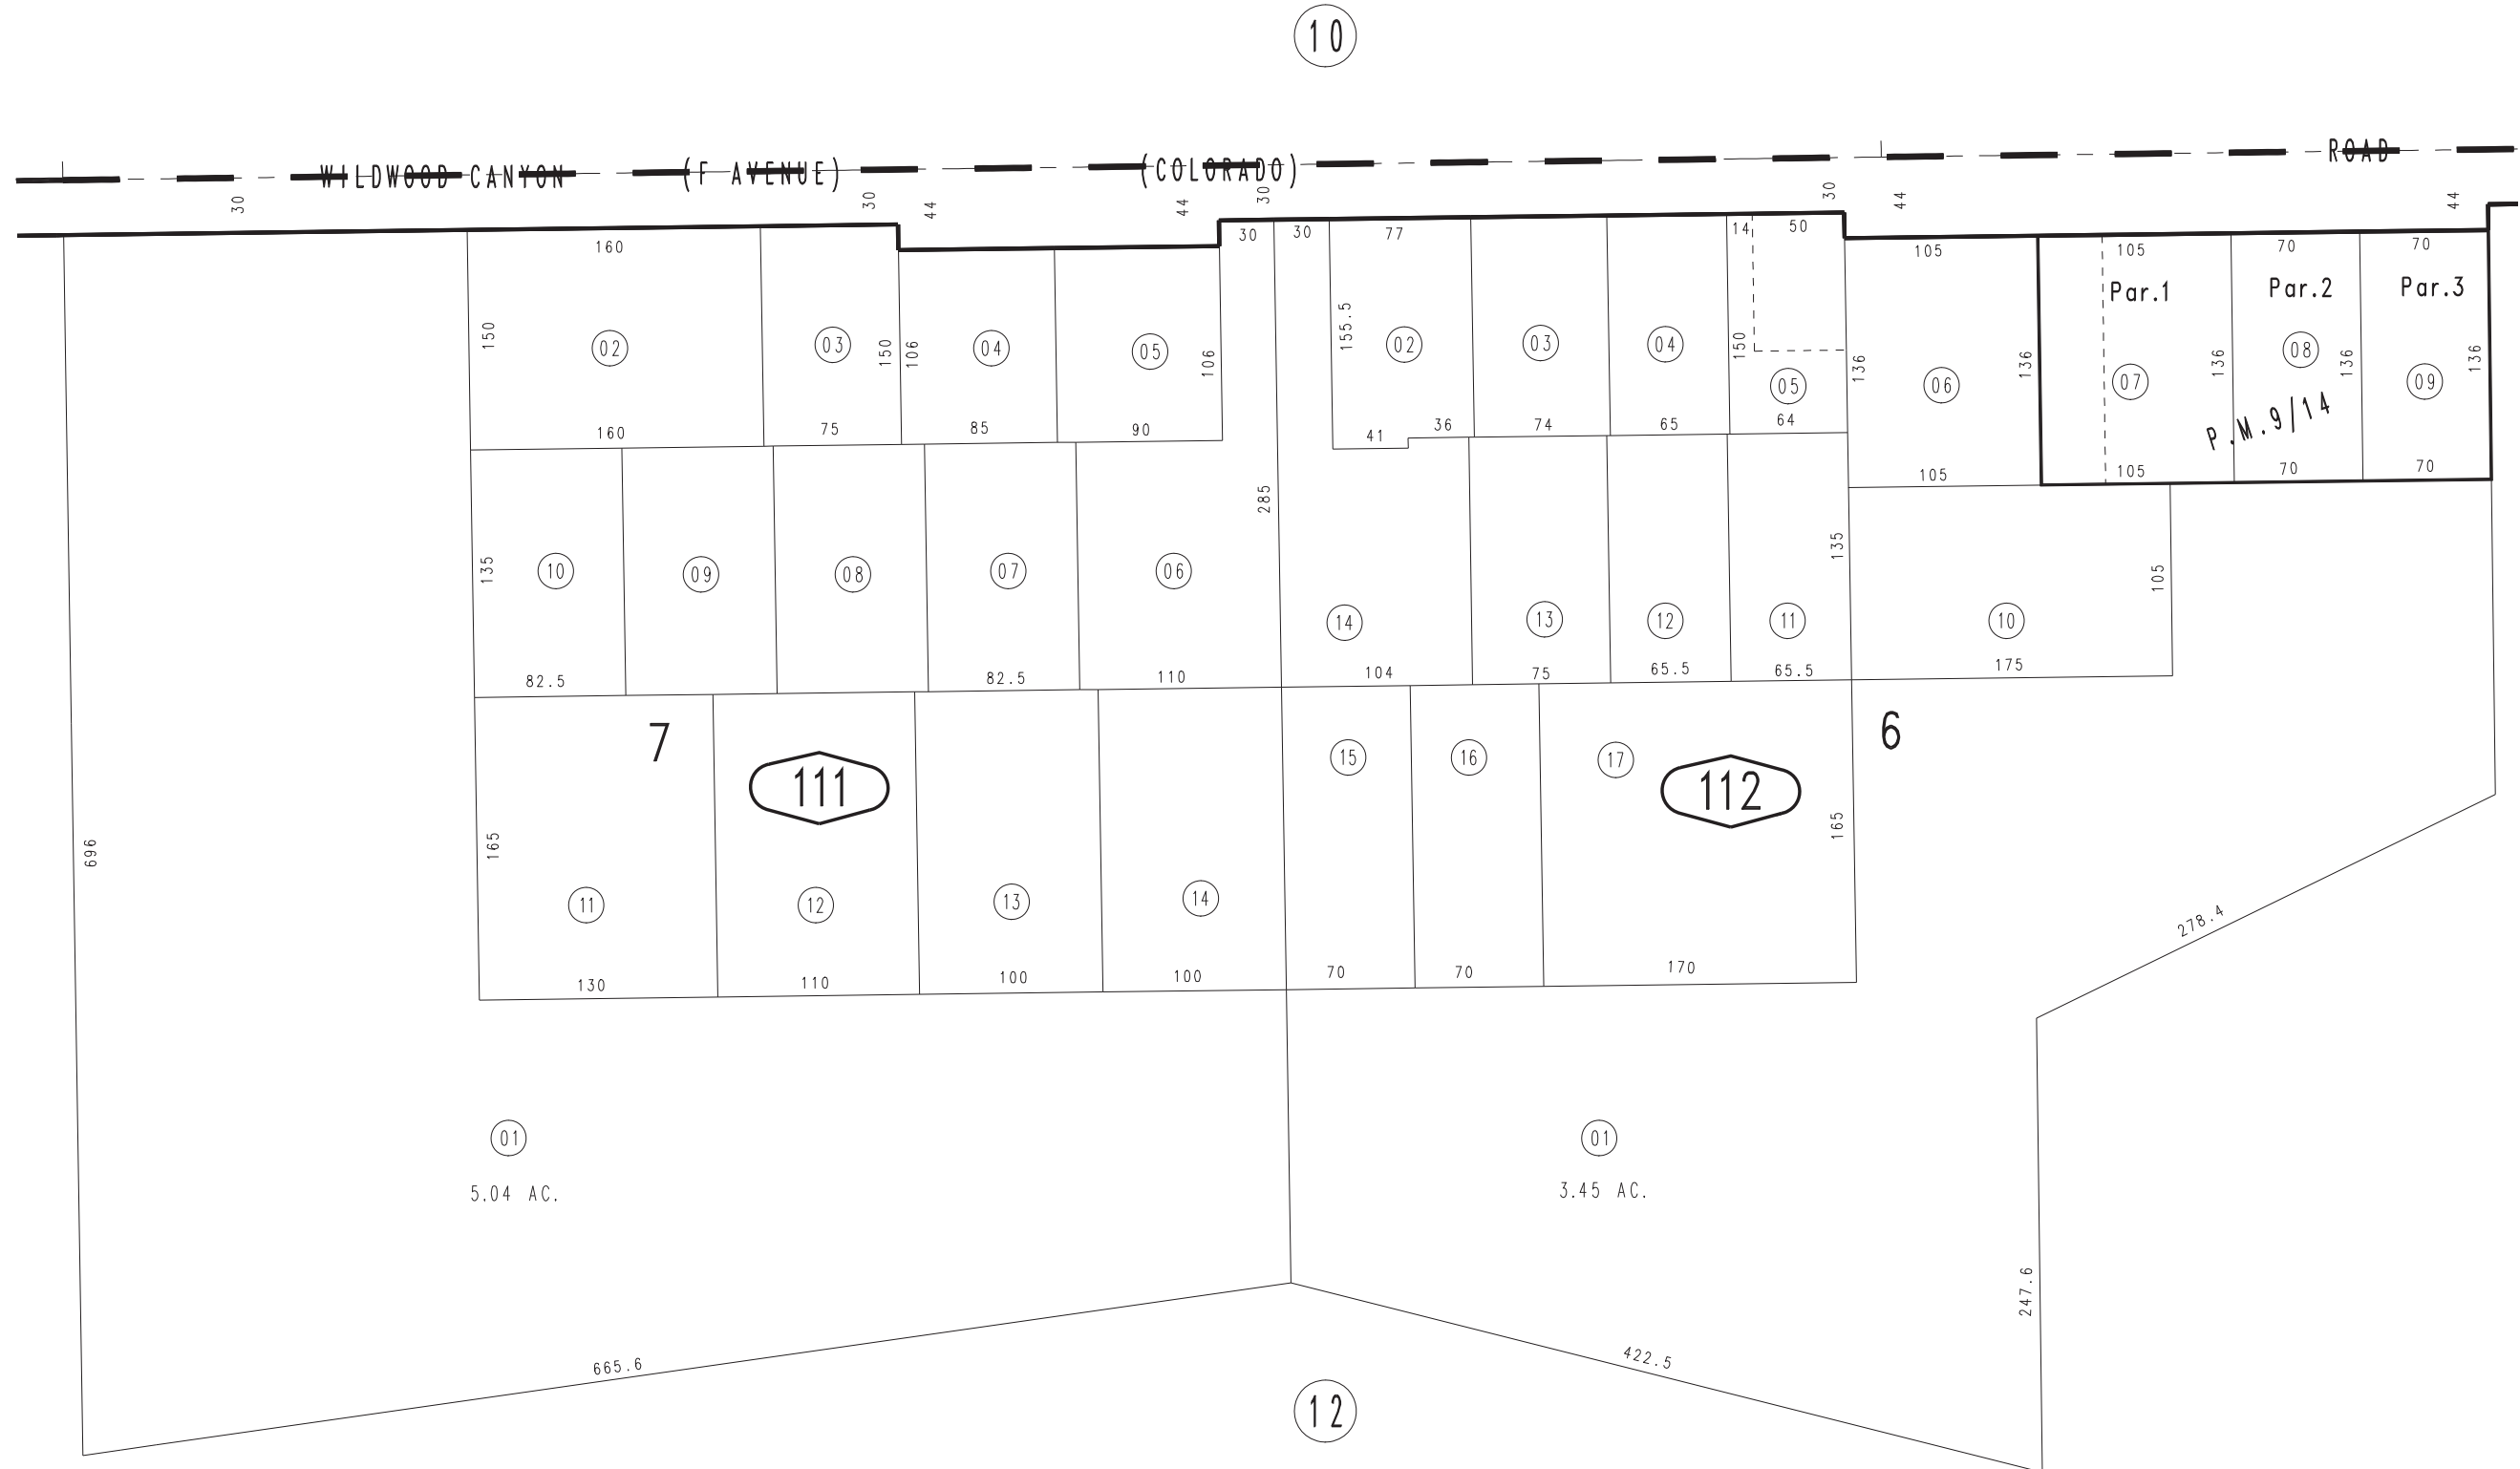 10
WILDWOOD CANYON (F AVENUE) (COLORADO) ROAD
30 30 44 44 30 30 44 44
160 30 30 77 14 50 105 105 70 70
Par.1 Par.2 Par.3
150 02 03 150 106 04 05 106 155.5 02 03 04 150 05 136 06 136 07 136 08 136 09 136
P.M.9/14
160 75 85 90 41 36 74 65 64 105 105 70 70
285
135 10 09 08 07 06 14 13 12 11 135 10 105
82.5 82.5 110 104 75 65.5 65.5 175
7 6
111 15 16 17 112
696 165 165
11 12 13 14
130 110 100 100 70 70 170
278.4
01 01
5.04 AC. 3.45 AC.
247.6
665.6 422.5
12